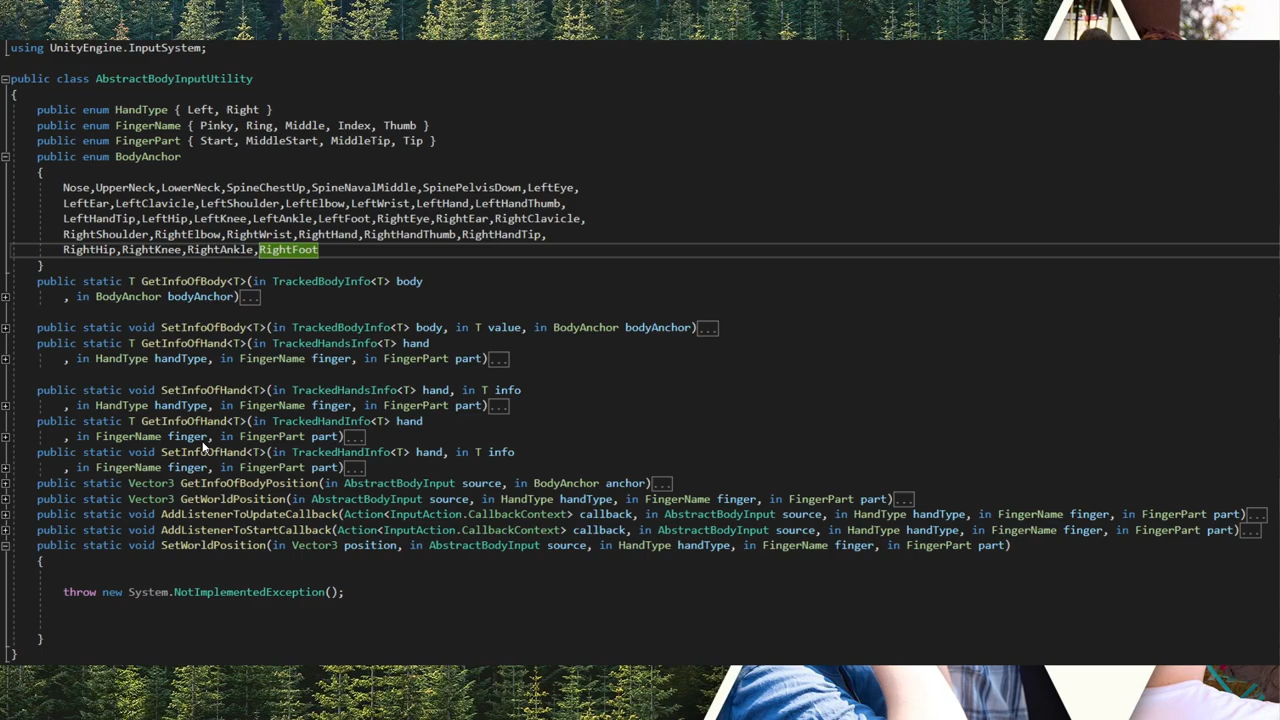 using UnityEngine.InputSystem;
public class AbstractBodyInputUtility
{
public enum HandType { Left, Right }
public enum FingerName { Pinky, Ring, Middle, Index, Thumb }
public enum FingerPart { Start, MiddleStart, MiddleTip, Tip }
public enum BodyAnchor
{
Nose,UpperNeck,LowerNeck,SpineChestUp,SpineNavalMiddle,SpinePelvisDown,LeftEye,
LeftEar,LeftClavicle,LeftShoulder,LeftElbow,LeftWrist,LeftHand,LeftHandThumb,
LeftHandTip,LeftHip,LeftKnee,LeftAnkle,LeftFoot,RightEye,RightEar,RightClavicle,
RightShoulder,RightElbow,RightWrist,RightHand,RightHandThumb,RightHandTip,
RightHip,RightKnee,RightAnkle,RightFoot
}
public static T GetInfoOfBody<T>(in TrackedBodyInfo<T> body
, in BodyAnchor bodyAnchor)...
public static void SetInfoOfBody<T>(in TrackedBodyInfo<T> body, in T value, in BodyAnchor bodyAnchor)...
public static T GetInfoOfHand<T>(in TrackedHandsInfo<T> hand
, in HandType handType, in FingerName finger, in FingerPart part)...
public static void SetInfoOfHand<T>(in TrackedHandsInfo<T> hand, in T info
, in HandType handType, in FingerName finger, in FingerPart part)...
public static T GetInfoOfHand<T>(in TrackedHandInfo<T> hand
, in FingerName finger, in FingerPart part)...
public static void SetInfoOfHand<T>(in TrackedHandInfo<T> hand, in T info
, in FingerName finger, in FingerPart part)...
public static Vector3 GetInfoOfBodyPosition(in AbstractBodyInput source, in BodyAnchor anchor)...
public static Vector3 GetWorldPosition(in AbstractBodyInput source, in HandType handType, in FingerName finger, in FingerPart part)...
public static void AddListenerToUpdateCallback(Action<InputAction.CallbackContext> callback, in AbstractBodyInput source, in HandType handType, in FingerName finger, in FingerPart part)...
public static void AddListenerToStartCallback(Action<InputAction.CallbackContext> callback, in AbstractBodyInput source, in HandType handType, in FingerName finger, in FingerPart part)...
public static void SetWorldPosition(in Vector3 position, in AbstractBodyInput source, in HandType handType, in FingerName finger, in FingerPart part)
{
throw new System.NotImplementedException();
}
}